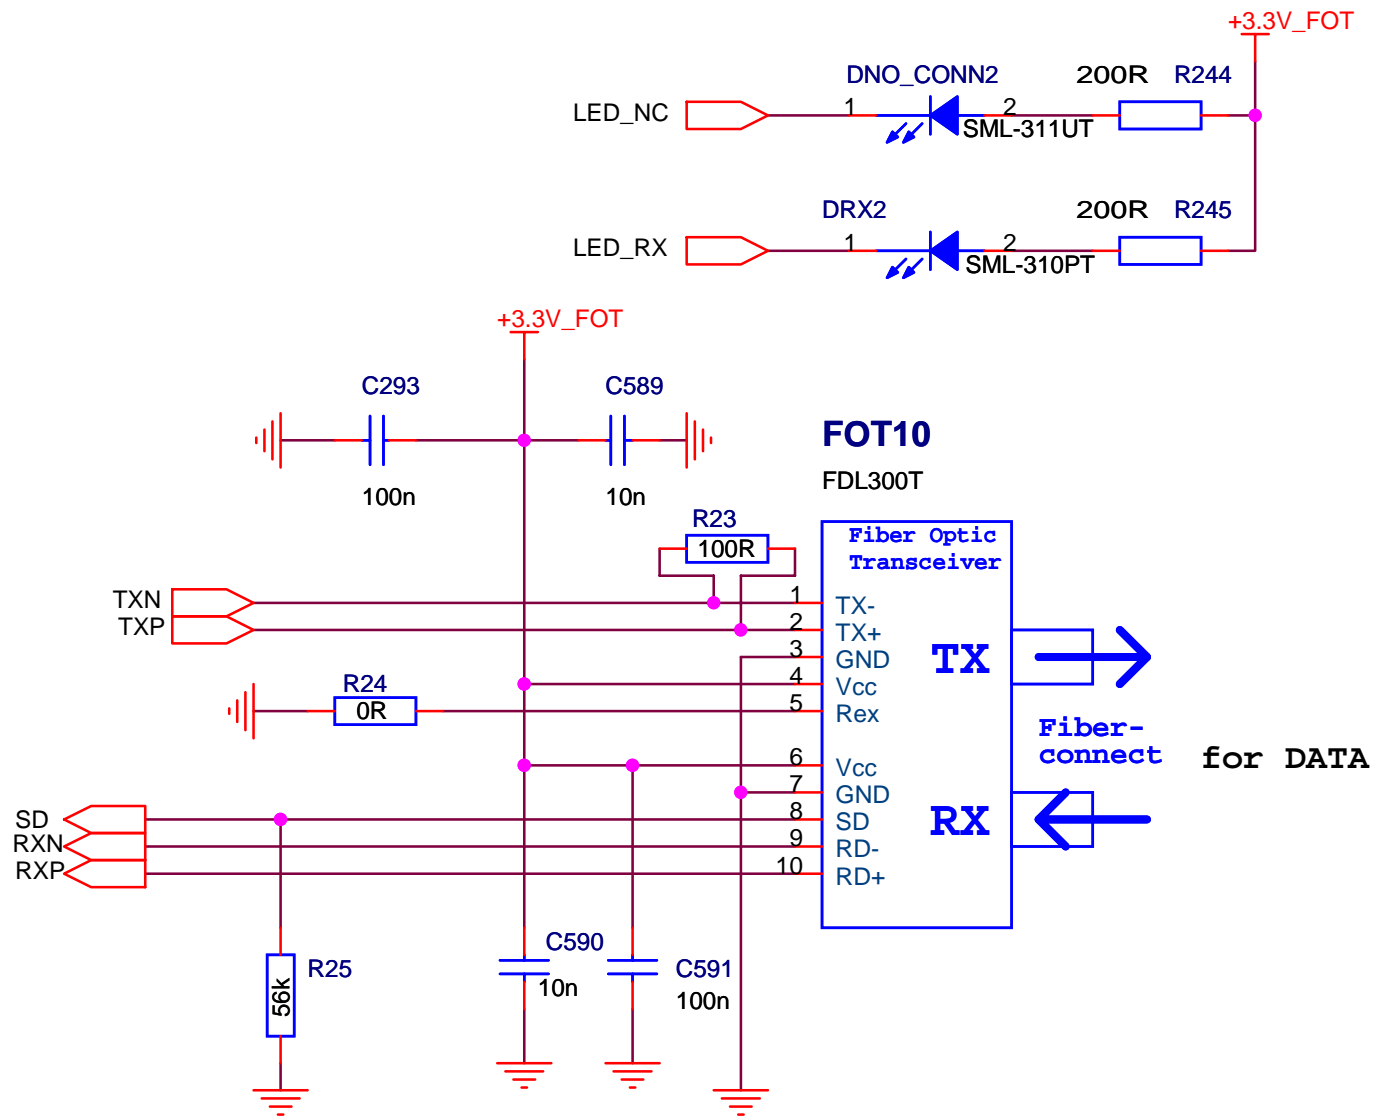 +3.3V_FOT
DNO_CONN2
200R
R244
LED_NC
1
2
SML-311UT
DRX2
200R
R245
LED_RX
1
2
SML-310PT
+3.3V_FOT
C293
C589
100n
10n
FOT10
FDL300T
R23
100R
Fiber Optic
Transceiver
TXN
1
TX-
TXP
2
TX+
3
GND
TX
4
Vcc
R24
0R
5
Rex
Fiber-
connect
for DATA
6
Vcc
7
GND
SD
8
SD
RX
RXN
9
RD-
RXP
10
RD+
C590
10n
C591
100n
R25
56k